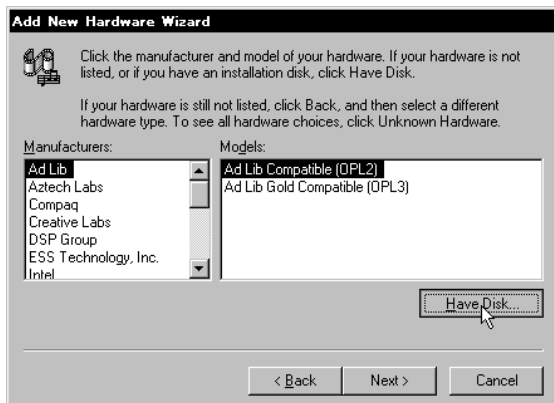 Add New Hardware Wizard
Click the manufacturer and model of your hardware. If your hardware is not
listed, or if you have an installation disk, click Have Disk.
If your hardware is still not listed, click Back, and then select a different
hardware type. To see all hardware choices, click Unknown Hardware.
Manufacturers:
Ad Lib
Aztech Labs
Compaq
Creative Labs
DSP Group
ESS Technology, Inc.
Intel
Models:
Ad Lib Compatible (OPL2)
Ad Lib Gold Compatible (OPL3)
Have Disk...
< Back
Next >
Cancel